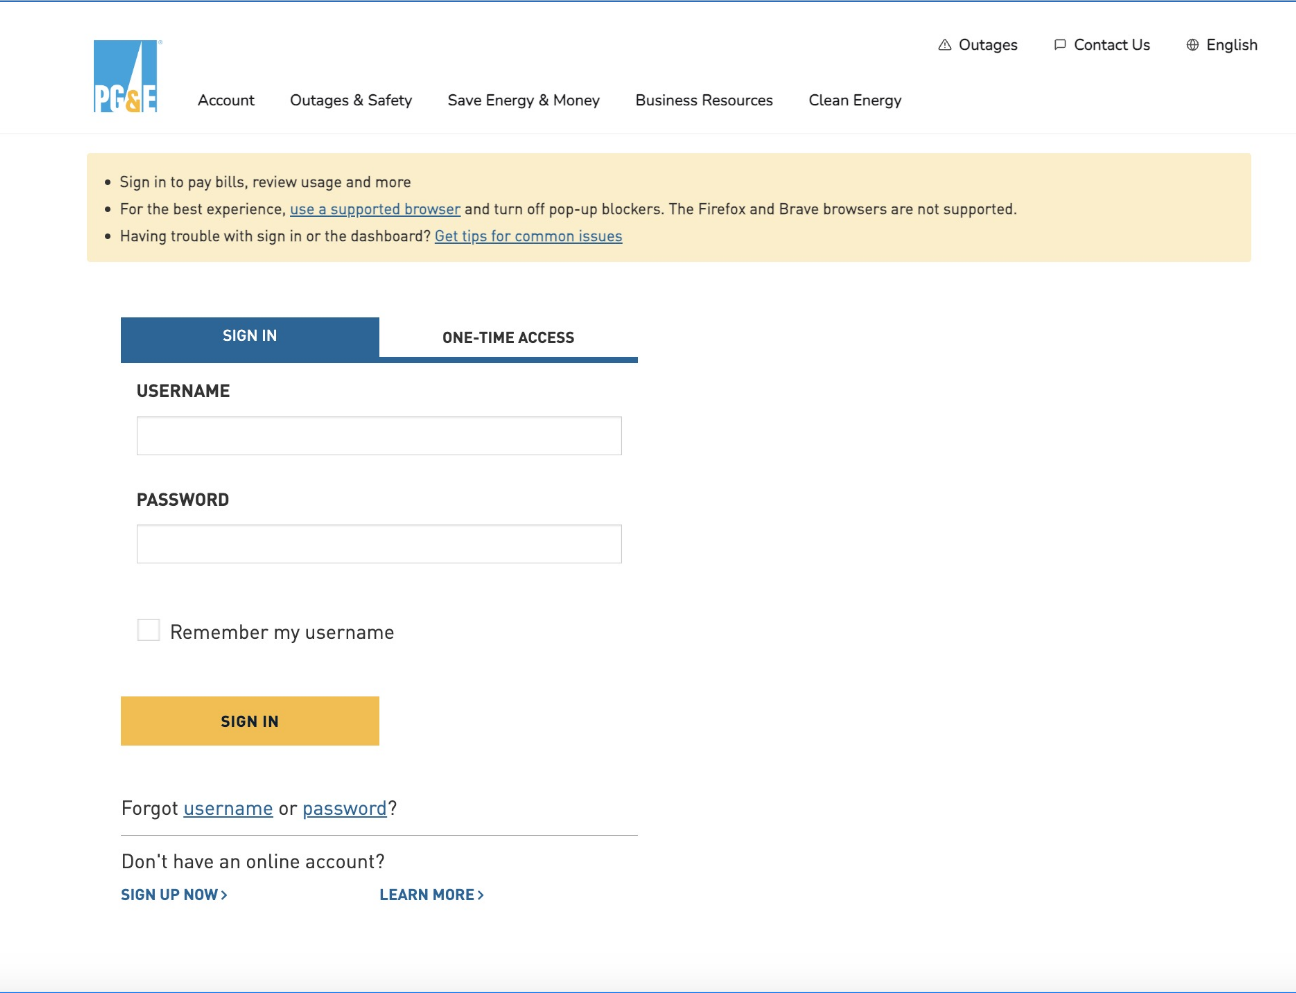 Outages
Contact Us
English
PG&E
Account
Outages & Safety
Save Energy & Money
Business Resources
Clean Energy
• Sign in to pay bills, review usage and more
• For the best experience, use a supported browser and turn off pop-up blockers. The Firefox and Brave browsers are not supported.
• Having trouble with sign in or the dashboard? Get tips for common issues
SIGN IN
ONE-TIME ACCESS
USERNAME
PASSWORD
Remember my username
SIGN IN
Forgot username or password?
Don't have an online account?
SIGN UP NOW >
LEARN MORE >